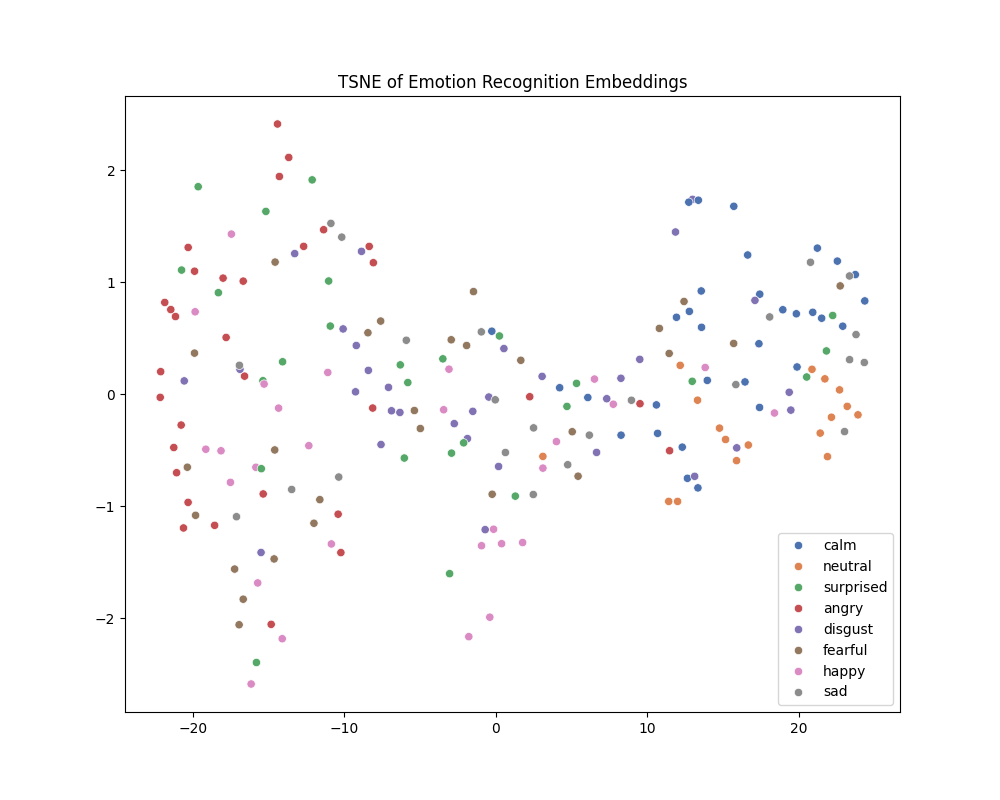 TSNE of Emotion Recognition Embeddings
2
1
0
−1
−2
−20
−10
0
10
20
calm
neutral
surprised
angry
disgust
fearful
happy
sad